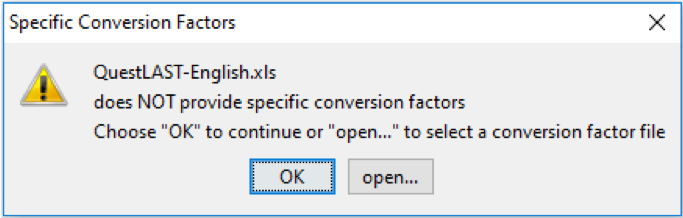 Specific Conversion Factors
QuestLAST-English.xls
does NOT provide specific conversion factors
Choose "OK" to continue or "open..." to select a conversion factor file
OK open...